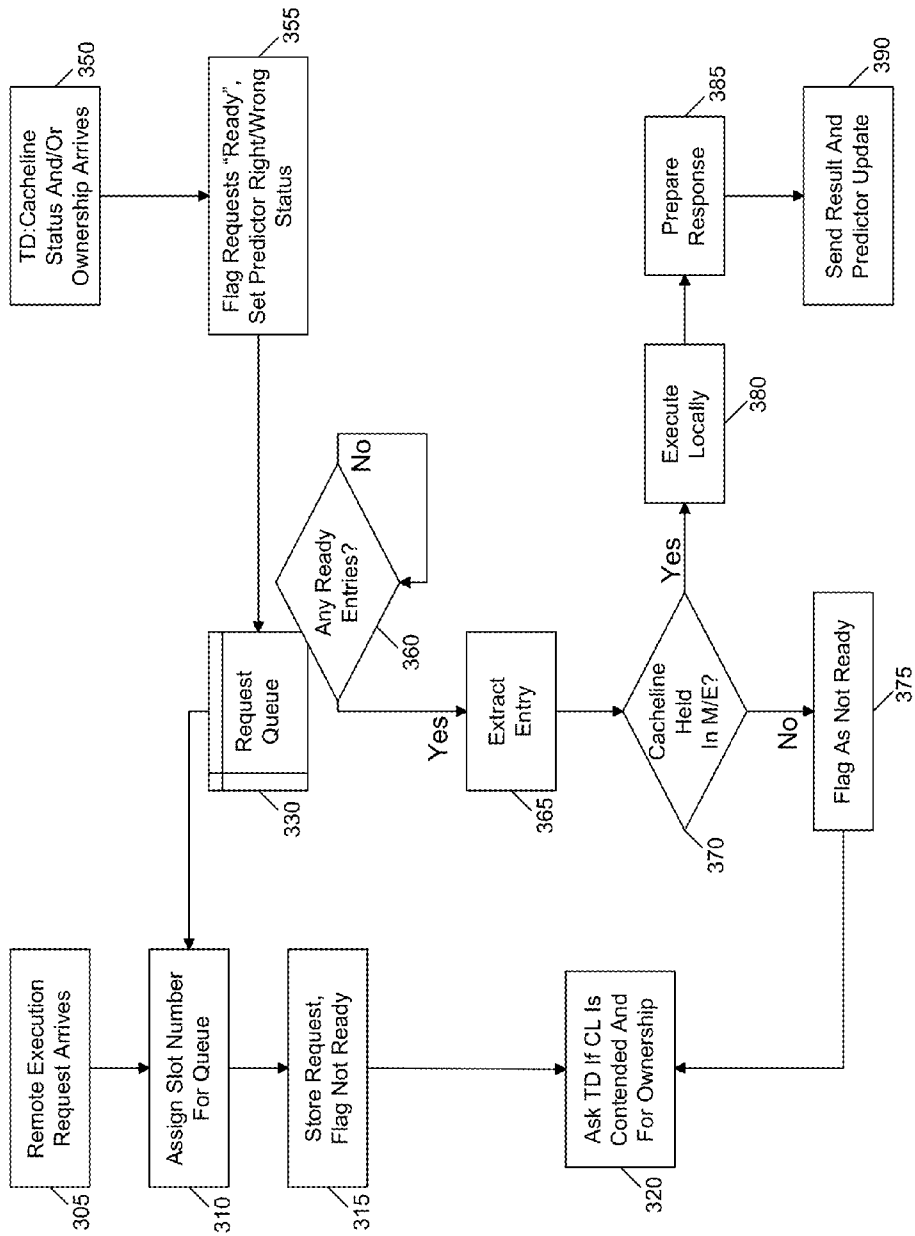 Remote Execution
Request Arrives
305
Assign Slot Number
For Queue
310
Store Request,
Flag Not Ready
315
Ask TD If CL Is
Contended And
For Ownership
320
Request
Queue
330
TD:Cacheline
Status And/Or
Ownership Arrives
350
Flag Requests "Ready",
Set Predictor Right/Wrong
Status
355
Any Ready
Entries?
360
No
Yes
Extract
Entry
365
Cacheline
Held
In M/E?
370
No
Yes
Flag As Not Ready
375
Execute
Locally
380
Prepare
Response
385
Send Result And
Predictor Update
390